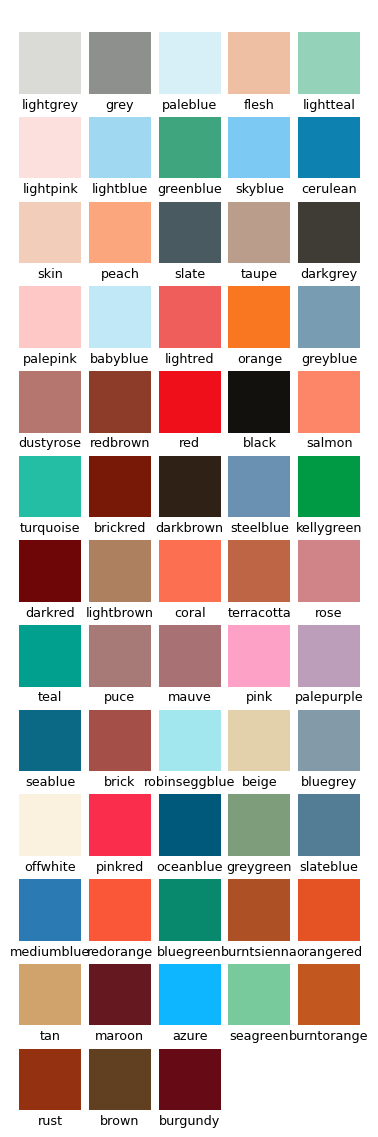 lightgrey grey paleblue flesh lightteal
lightpink lightblue greenblue skyblue cerulean
skin peach slate taupe darkgrey
palepink babyblue lightred orange greyblue
dustyrose redbrown red black salmon
turquoise brickred darkbrown steelblue kellygreen
darkred lightbrown coral terracotta rose
teal puce mauve pink palepurple
seablue brick robinseggblue beige bluegrey
offwhite pinkred oceanblue greygreen slateblue
mediumblue redorange bluegreen burntsienna orangered
tan maroon azure seagreen burntorange
rust brown burgundy